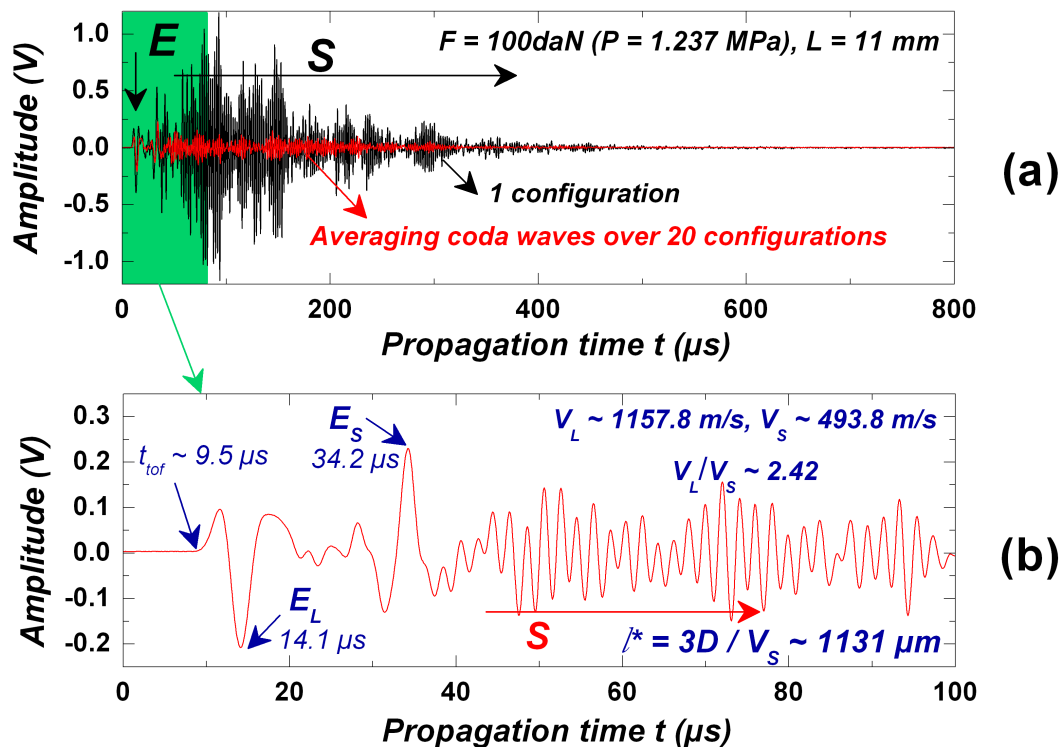 E
S
F = 100daN (P = 1.237 MPa), L = 11 mm
1.0
0.5
0.0
-0.5
-1.0
Amplitude (V)
1 configuration
Averaging coda waves over 20 configurations
(a)
0 200 400 600 800
Propagation time t (µs)
0.3
0.2
0.1
0.0
-0.1
-0.2
Amplitude (V)
E_S
34.2 µs
V_L ~ 1157.8 m/s, V_S ~ 493.8 m/s
V_L/V_S ~ 2.42
t_tof ~ 9.5 µs
(b)
E_L
14.1 µs
S
l* = 3D / V_S ~ 1131 µm
0 20 40 60 80 100
Propagation time t (µs)